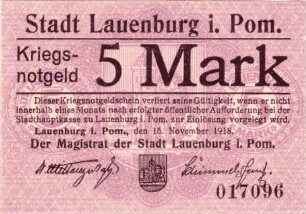 Stadt Lauenburg i. Pom.
Kriegs-
notgeld
5 Mark
Dieser Kriegsnotgeldschein verliert seine Gültigkeit, wenn er nicht
innerhalb eines Monats nach erfolgter öffentlicher Aufforderung bei der
Stadthauptkasse zu Lauenburg i. Pom. zur Einlösung vorgelegt wird.
Lauenburg i. Pom., den 16. November 1918.
Der Magistrat der Stadt Lauenburg i. Pom.
017096